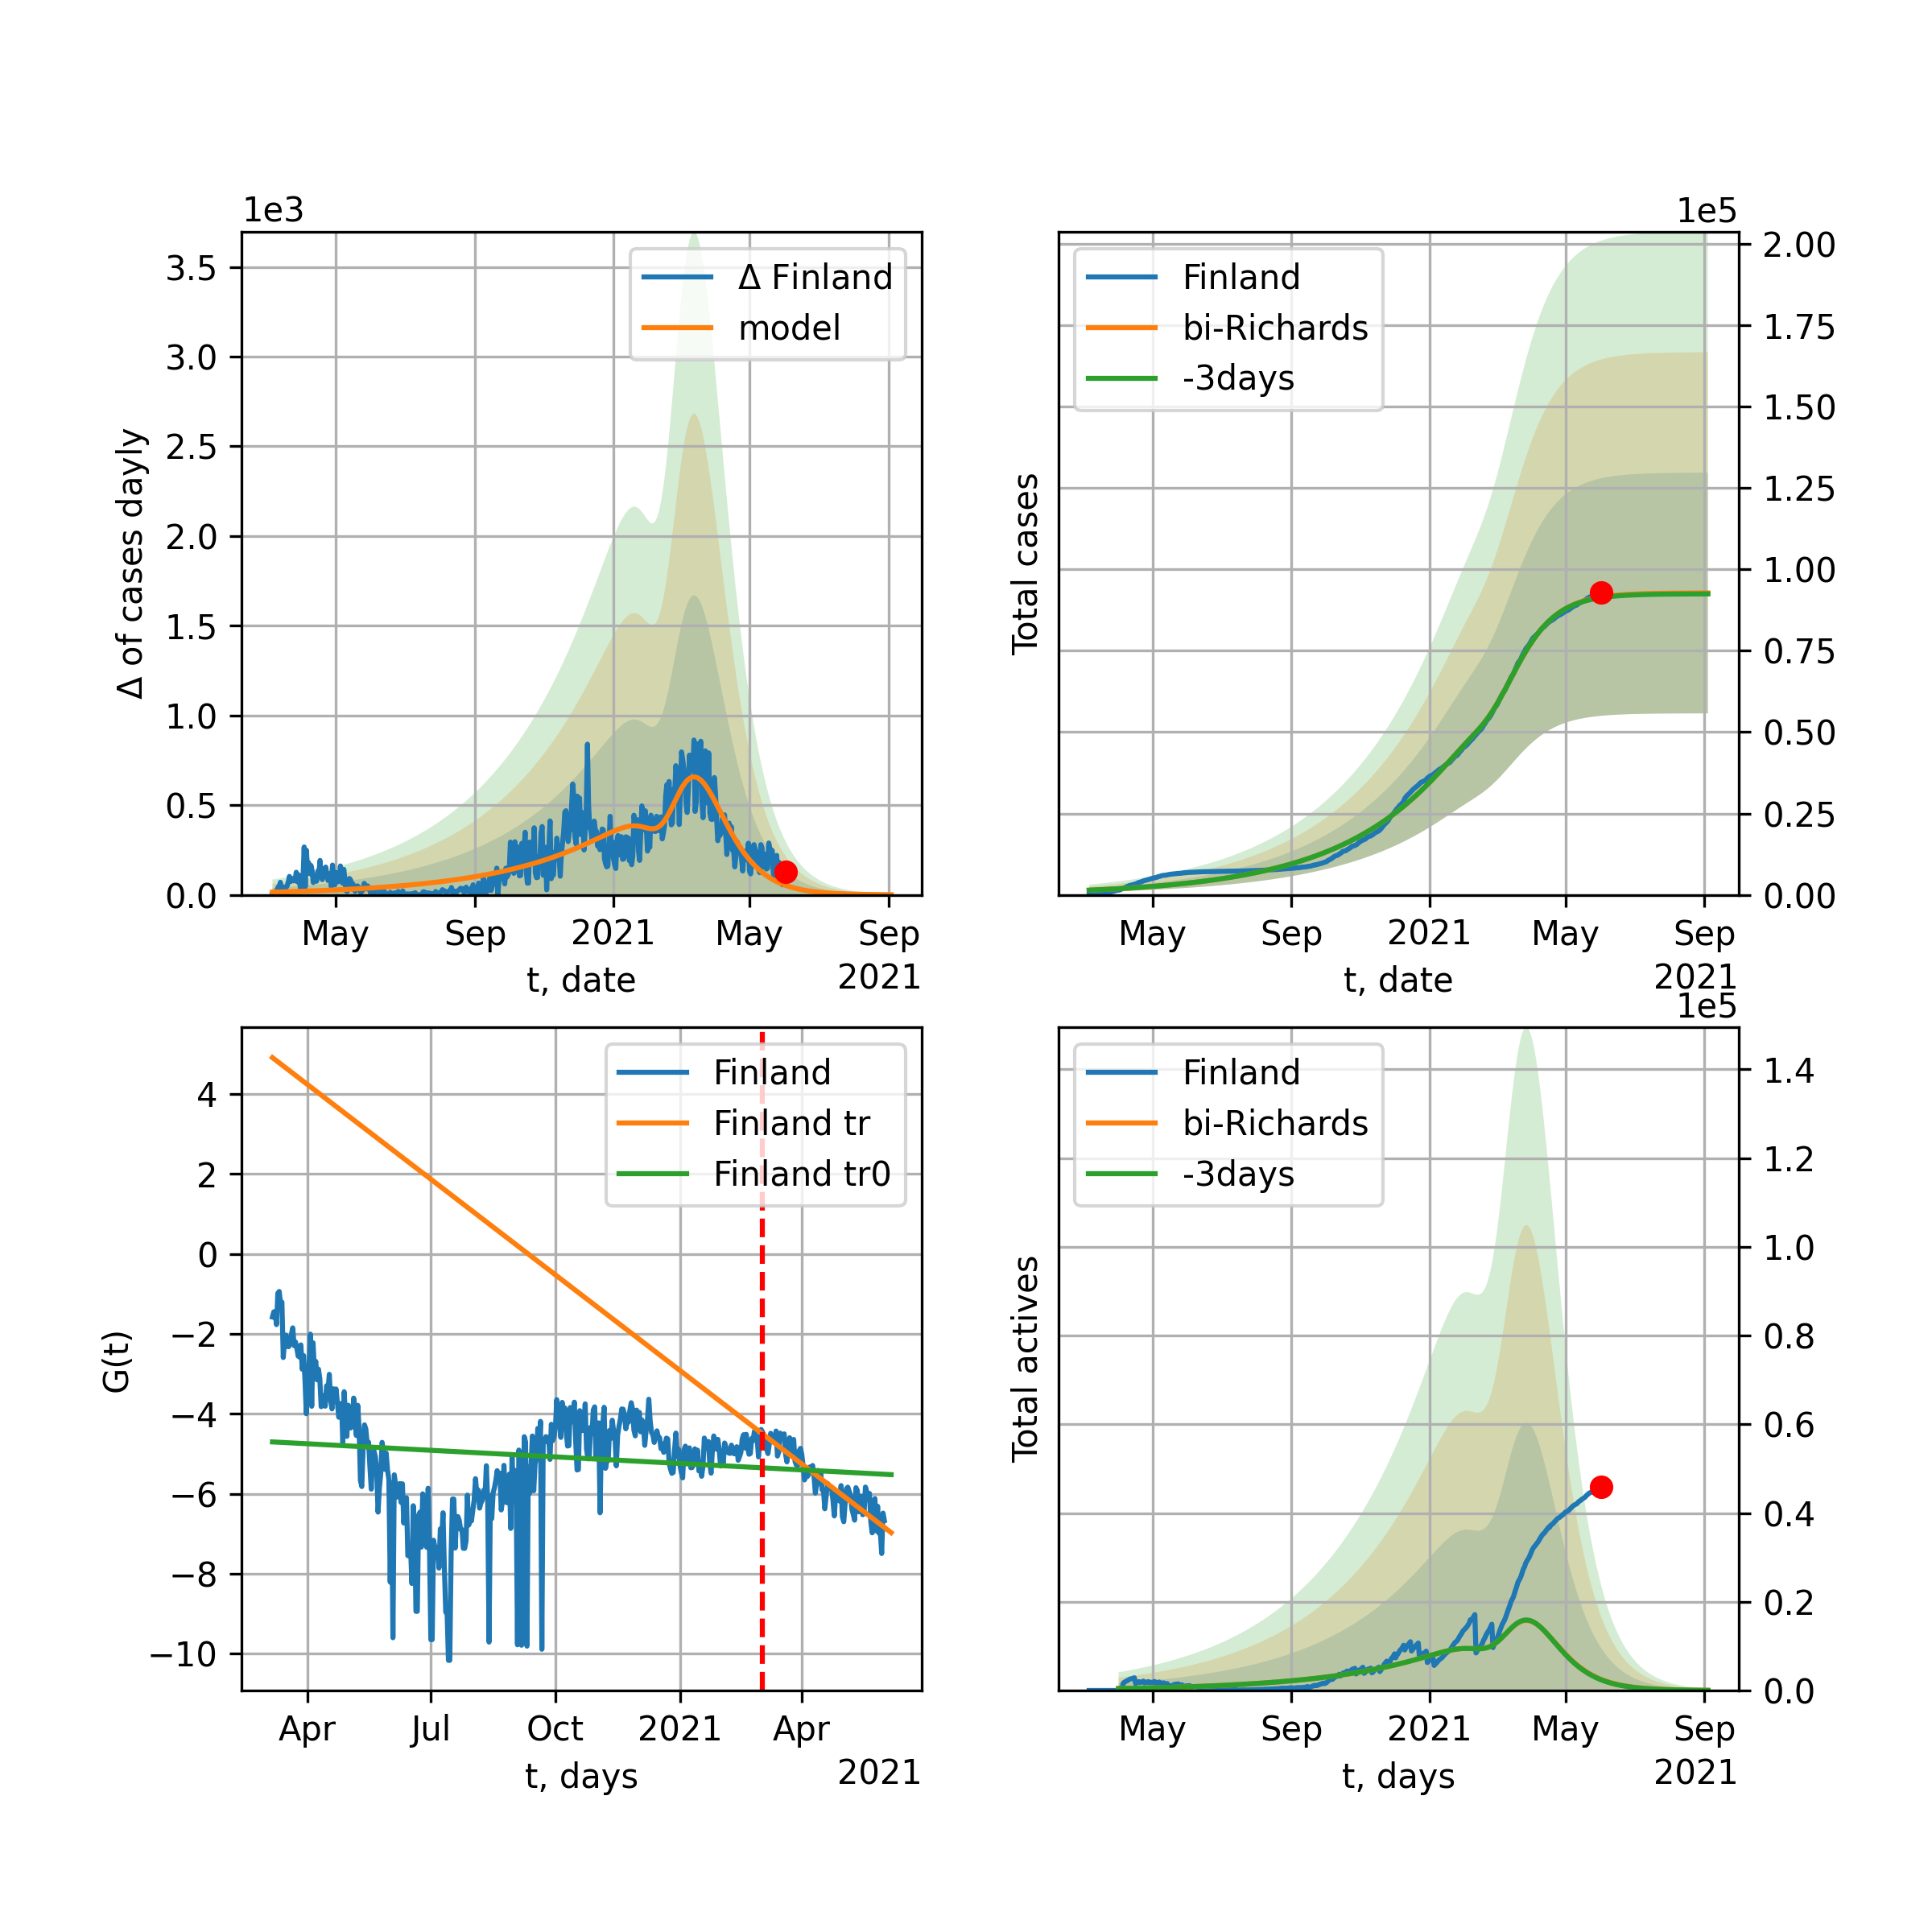 1e3
3.5
3.0
2.5
2.0
1.5
1.0
0.5
0.0
Δ of cases dayly
Δ Finland
model
May Sep 2021 May Sep
t, date
2021
1e5
2.00
1.75
1.50
1.25
1.00
0.75
0.50
0.25
0.00
Total cases
Finland
bi-Richards
-3days
May Sep 2021 May Sep
t, date
2021
4
2
0
−2
−4
−6
−8
−10
G(t)
Finland
Finland tr
Finland tr0
Apr Jul Oct 2021 Apr
t, days
2021
1e5
1.4
1.2
1.0
0.8
0.6
0.4
0.2
0.0
Total actives
Finland
bi-Richards
-3days
May Sep 2021 May Sep
t, days
2021